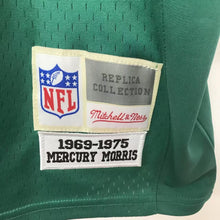 NFL
REPLICA
COLLECTION
Mitchell & Ness
1969-1975
MERCURY MORRIS